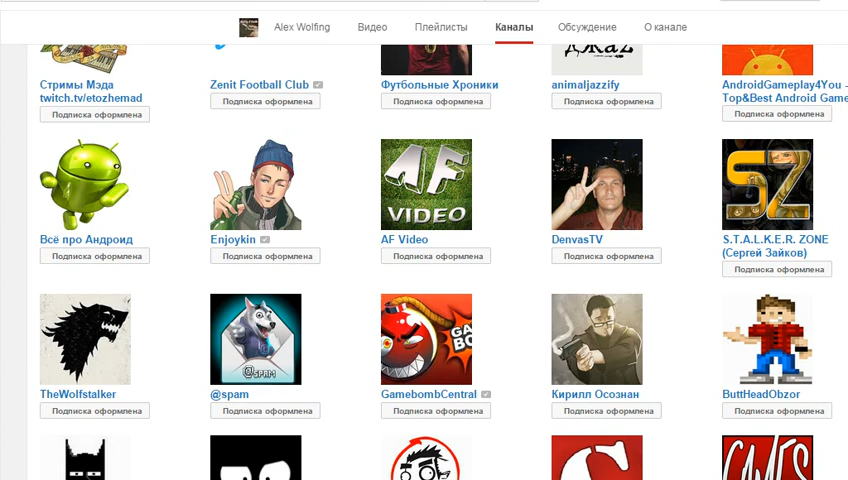 Alex Wolfing Видео Плейлисты Каналы Обсуждение О канале
Стримы Мэда
twitch.tv/etozhemad
Подписка оформлена
Zenit Football Club
Подписка оформлена
Футбольные Хроники
Подписка оформлена
animaljazzify
Подписка оформлена
AndroidGameplay4You -
Top&Best Android Game
Подписка оформлена
Всё про Андроид
Подписка оформлена
Enjoykin
Подписка оформлена
AF
VIDEO
AF Video
Подписка оформлена
DenvasTV
Подписка оформлена
SZ
S.T.A.L.K.E.R. ZONE
(Сергей Зайков)
Подписка оформлена
TheWolfstalker
Подписка оформлена
@SPAM
@spam
Подписка оформлена
GamebombCentral
Подписка оформлена
Кирилл Осознан
Подписка оформлена
ButtHeadObzor
Подписка оформлена
GAMES